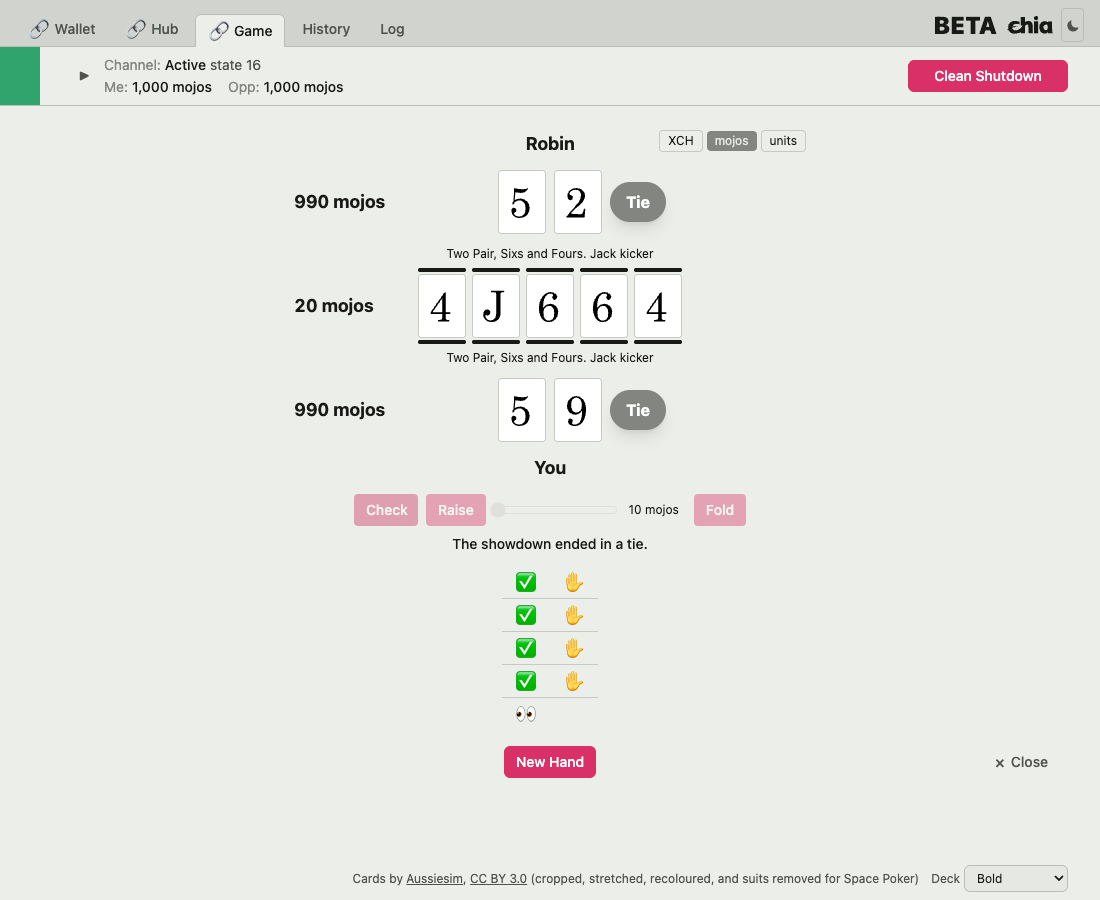 Wallet Hub Game History Log BETA chia
Channel: Active state 16
Me: 1,000 mojos Opp: 1,000 mojos
Clean Shutdown
Robin XCH mojos units
990 mojos 5 2 Tie
Two Pair, Sixs and Fours. Jack kicker
20 mojos 4 J 6 6 4
Two Pair, Sixs and Fours. Jack kicker
990 mojos 5 9 Tie
You
Check Raise 10 mojos Fold
The showdown ended in a tie.
New Hand × Close
Cards by Aussiesim, CC BY 3.0 (cropped, stretched, recoloured, and suits removed for Space Poker) Deck Bold